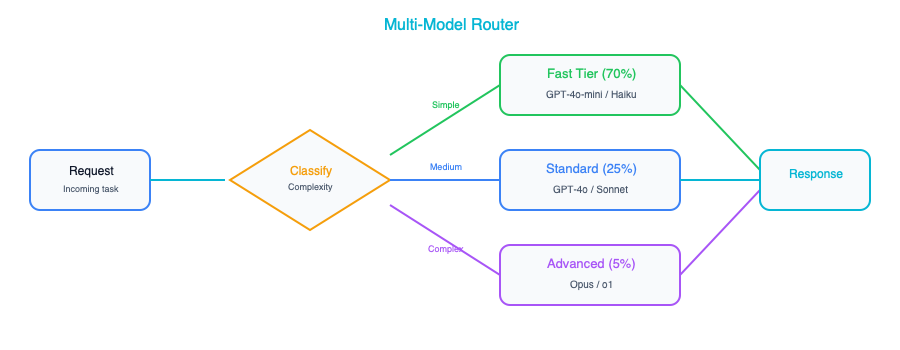 Multi-Model Router
Request
Incoming task
Classify
Complexity
Simple
Medium
Complex
Fast Tier (70%)
GPT-4o-mini / Haiku
Standard (25%)
GPT-4o / Sonnet
Advanced (5%)
Opus / o1
Response